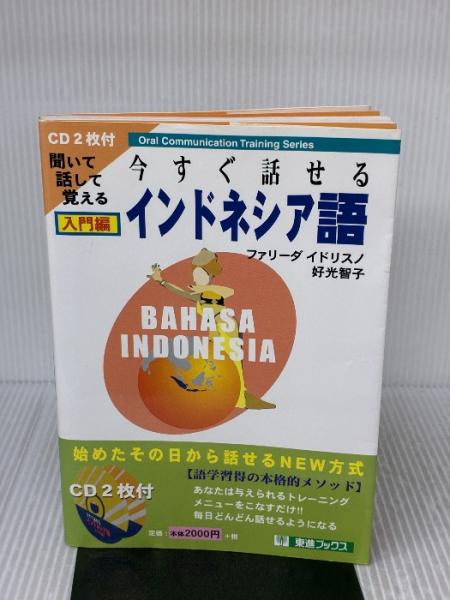 CD2枚付
Oral Communication Training Series
聞いて
話して
覚える
入門編
今すぐ話せる
インドネシア語
ファリーダ イドリスノ
好光智子
BAHASA
INDONESIA
始めたその日から話せるNEW方式
【語学習得の本格的メソッド】
あなたは与えられるトレーニング
メニューをこなすだけ!!
毎日どんどん話せるようになる
CD2枚付
定価:本体2000円+税
東進ブックス